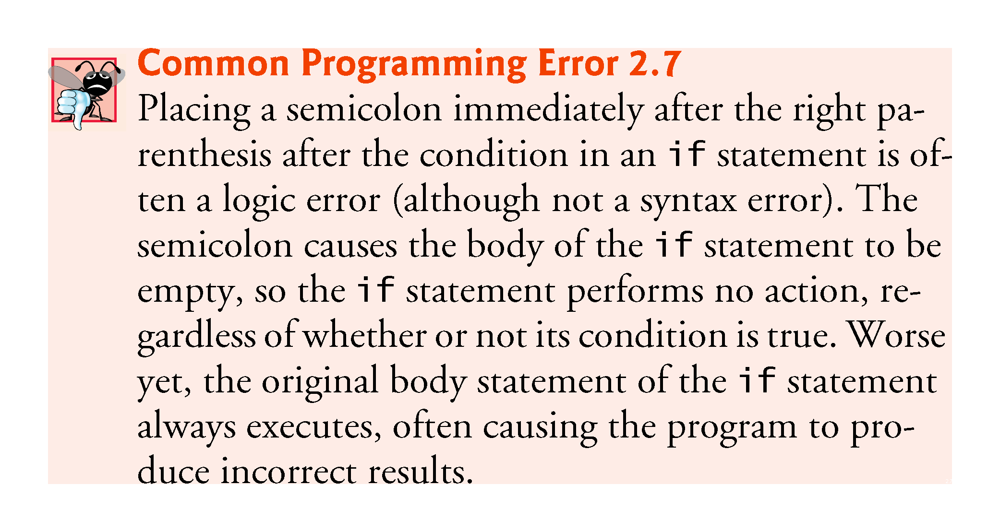 Common Programming Error 2.7
Placing a semicolon immediately after the right pa-
renthesis after the condition in an if statement is of-
ten a logic error (although not a syntax error). The
semicolon causes the body of the if statement to be
empty, so the if statement performs no action, re-
gardless of whether or not its condition is true. Worse
yet, the original body statement of the if statement
always executes, often causing the program to pro-
duce incorrect results.